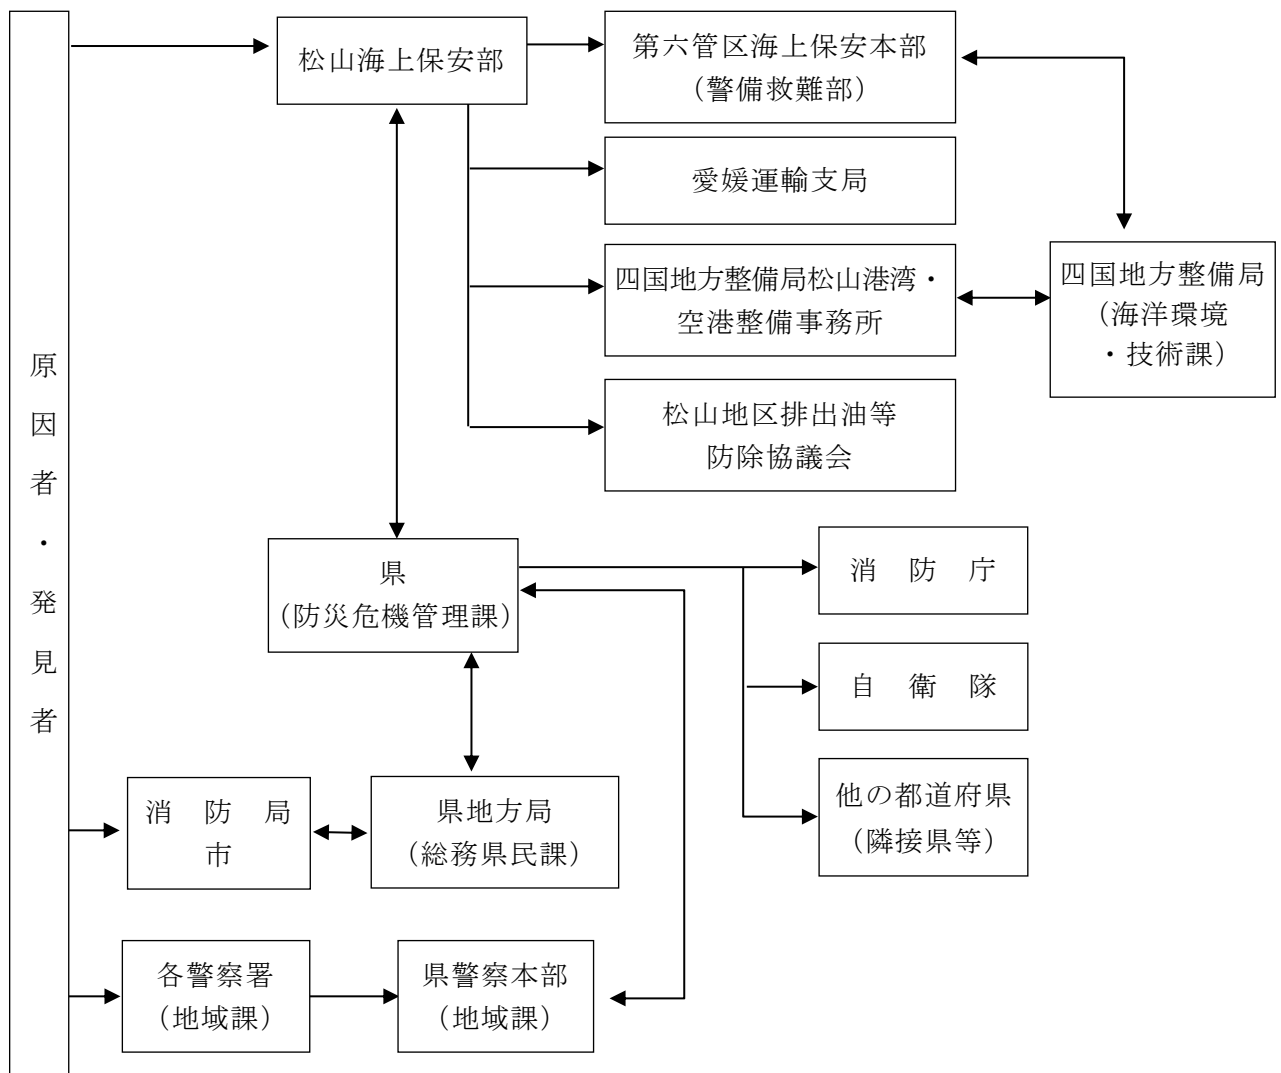 原因者・発見者
松山海上保安部
第六管区海上保安本部
（警備救難部）
愛媛運輸支局
四国地方整備局松山港湾・
空港整備事務所
四国地方整備局
（海洋環境
・技術課）
松山地区排出油等
防除協議会
県
（防災危機管理課）
消　防　庁
自　衛　隊
他の都道府県
（隣接県等）
消　防　局
市
県地方局
（総務県民課）
各警察署
（地域課）
県警察本部
（地域課）